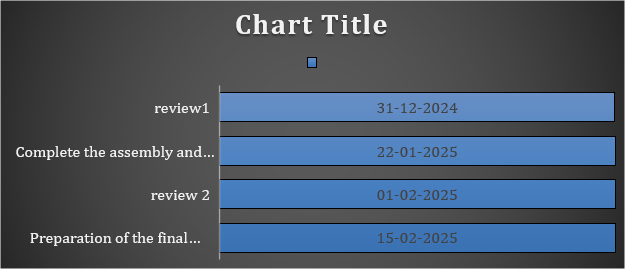 Chart Title
review1
31-12-2024
Complete the assembly and...
22-01-2025
review 2
01-02-2025
Preparation of the final...
15-02-2025